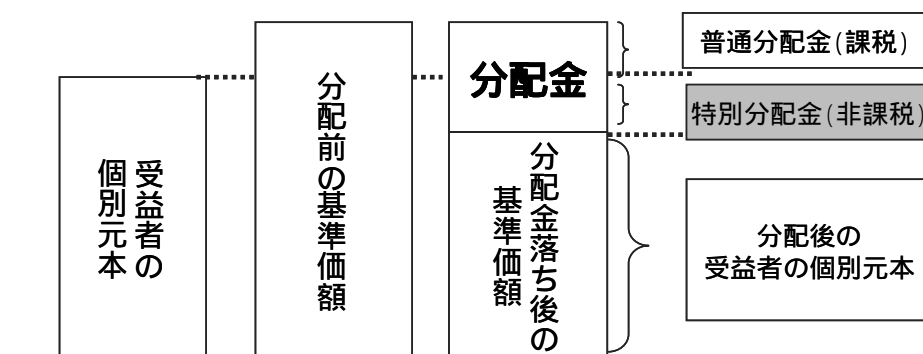 受益者の
個別元本
分配前の基準価額
分配金
分配金落ち後の
基準価額
普通分配金(課税)
特別分配金(非課税)
分配後の
受益者の個別元本